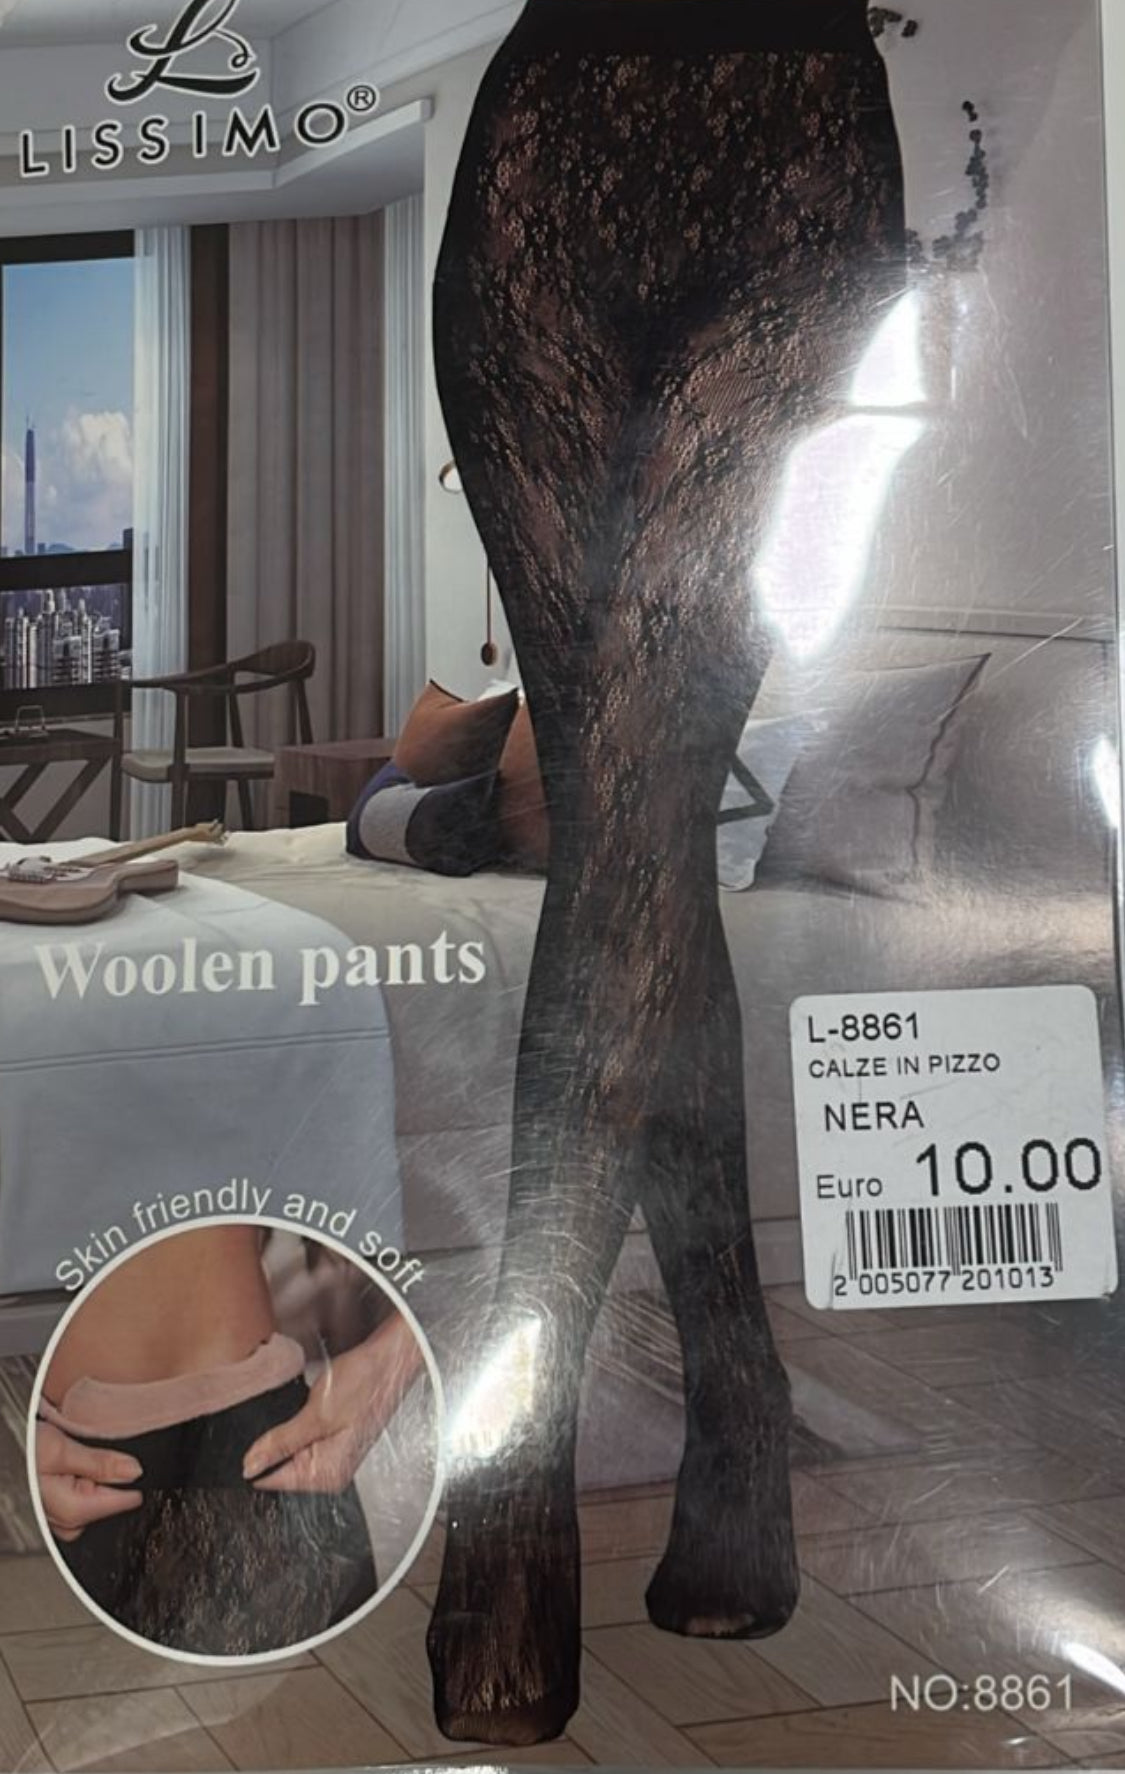 L
LISSIMO®
Woolen pants
L-8861
CALZE IN PIZZO
NERA
Euro 10.00
2 005077 201013
Skin friendly and soft
NO:8861